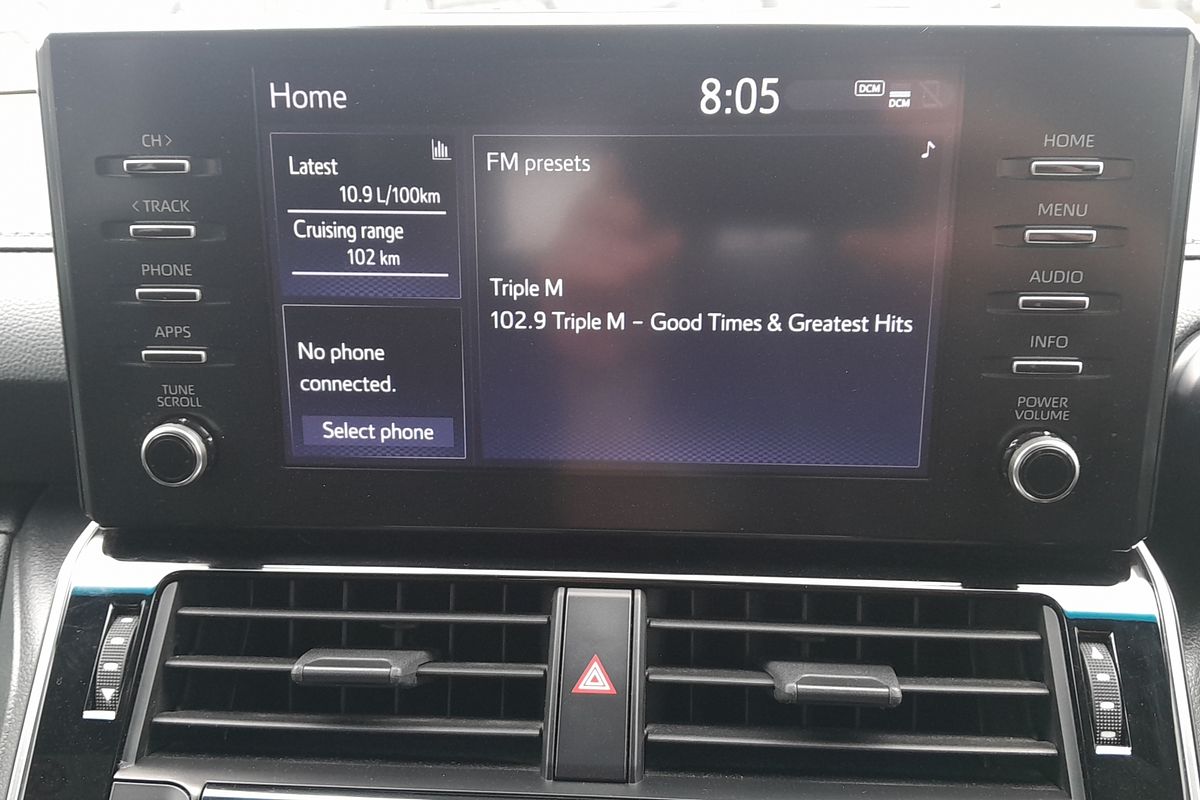 Home
8:05
DCM
DCM
CH>
< TRACK
PHONE
APPS
TUNE
SCROLL
Latest
10.9 L/100km
Cruising range
102 km
No phone
connected.
Select phone
FM presets
Triple M
102.9 Triple M - Good Times & Greatest Hits
HOME
MENU
AUDIO
INFO
POWER
VOLUME